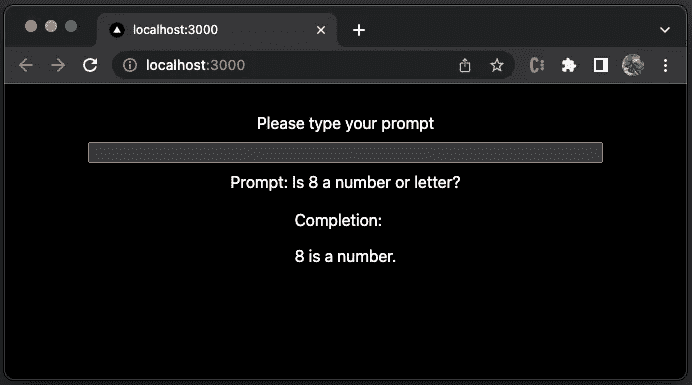 localhost:3000
localhost:3000
Please type your prompt
Prompt: Is 8 a number or letter?
Completion:
8 is a number.